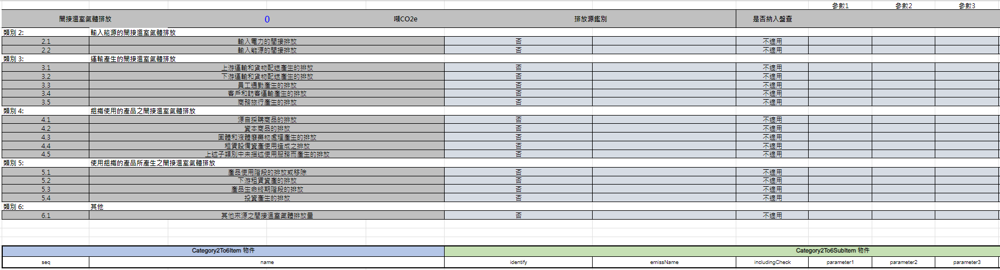 參數1 參數2 參數3
間接溫室氣體排放 0 噸CO2e 排放源鑑別 是否納入盤查
類別 2: 輸入能源的間接溫室氣體排放
2.1 輸入電力的間接排放 否 不適用
2.2 輸入能源的間接排放 否 不適用
類別 3: 運輸產生的間接溫室氣體排放
3.1 上游運輸和貨物配送產生的排放 否 不適用
3.2 下游運輸和貨物配送產生的排放 否 不適用
3.3 員工通勤產生的排放 否 不適用
3.4 客戶和訪客運輸產生的排放 否 不適用
3.5 商務旅行產生的排放 否 不適用
類別 4: 組織使用的產品之間接溫室氣體排放
4.1 源自採購商品的排放 否 不適用
4.2 資本商品的排放 否 不適用
4.3 固體和液體廢棄物處理產生的排放 否 不適用
4.4 租賃設備資產使用造成之排放 否 不適用
4.5 上述子類別中未描述使用服務而產生的排放 否 不適用
類別 5: 使用組織的產品所產生之間接溫室氣體排放
5.1 產品使用階段的排放或移除 否 不適用
5.2 下游租賃資產的排放 否 不適用
5.3 產品生命終期階段的排放 否 不適用
5.4 投資產生的排放 否 不適用
類別 6: 其他
6.1 其他來源之間接溫室氣體排放量 否 不適用
Category2To6Item 物件 Category2To6SubItem 物件
seq name identify emissName includingCheck parameter1 parameter2 parameter3